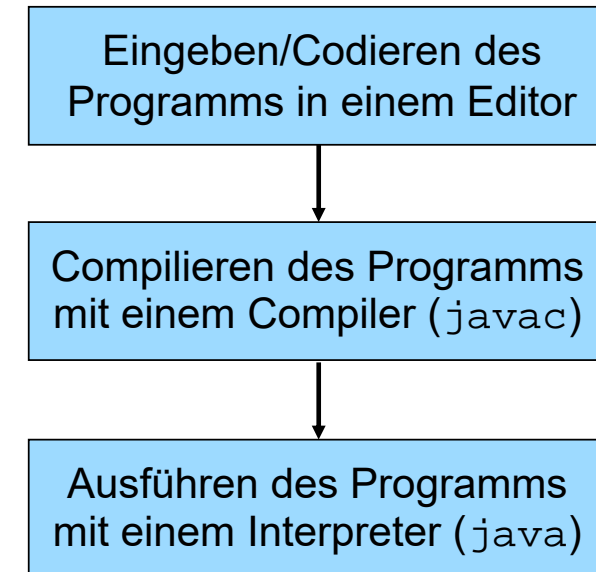 Eingeben/Codieren des
Programms in einem Editor
Compilieren des Programms
mit einem Compiler (javac)
Ausführen des Programms
mit einem Interpreter (java)